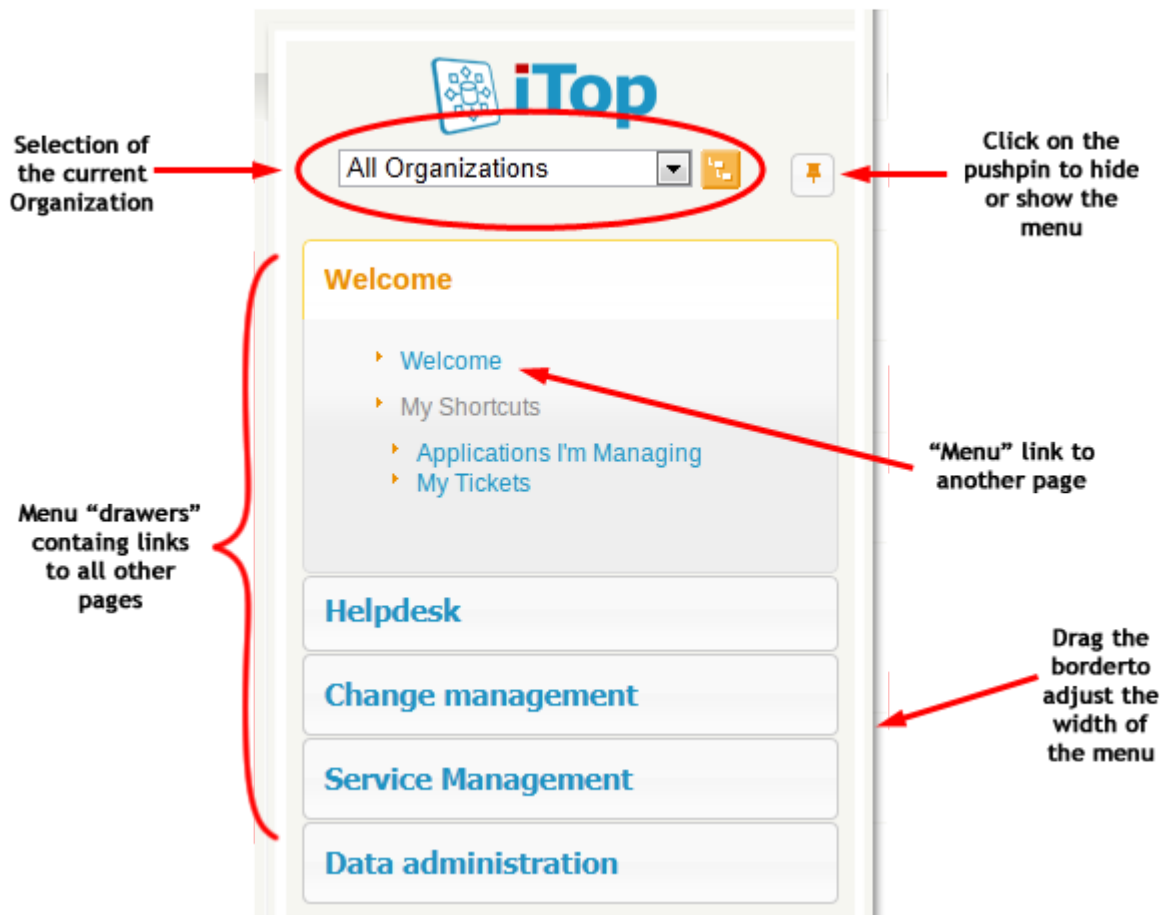 iTop
Selection of
the current
Organization
All Organizations
Click on the
pushpin to hide
or show the
menu
Welcome
Welcome
My Shortcuts
Applications I'm Managing
My Tickets
“Menu” link to
another page
Menu “drawers”
containg links
to all other
pages
Helpdesk
Change management
Service Management
Data administration
Drag the
borderto
adjust the
width of
the menu